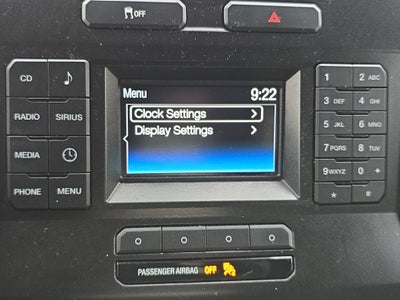 OFF
Menu 9:22
Clock Settings
Display Settings
CD
RADIO SIRIUS
MEDIA
PHONE MENU
1 2 ABC
3 DEF 4 GHI
5 JKL 6 MNO
7 PQRS 8 TUV
9 WXYZ 0 +
* #
PASSENGER AIRBAG OFF